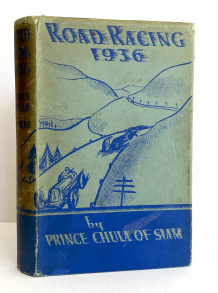 ROAD RACING
1936
by
PRINCE CHULA OF SIAM